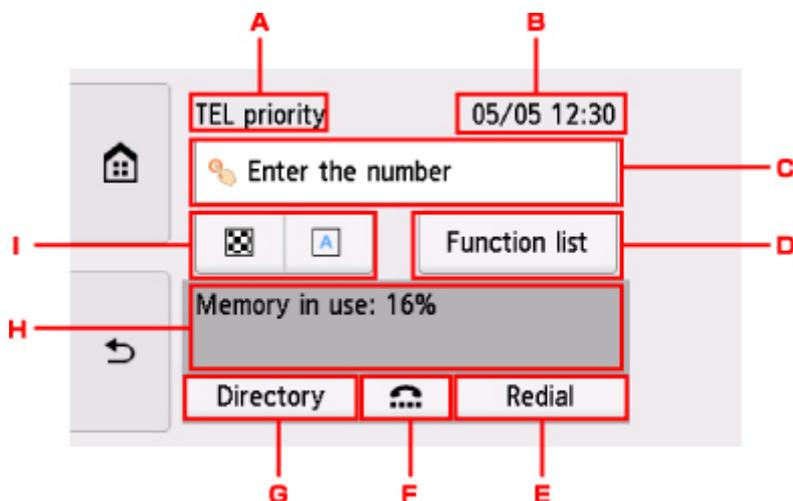 A B
TEL priority 05/05 12:30
Enter the number
C
I
A
Function list
D
Memory in use: 16%
H
Directory
Redial
G F E